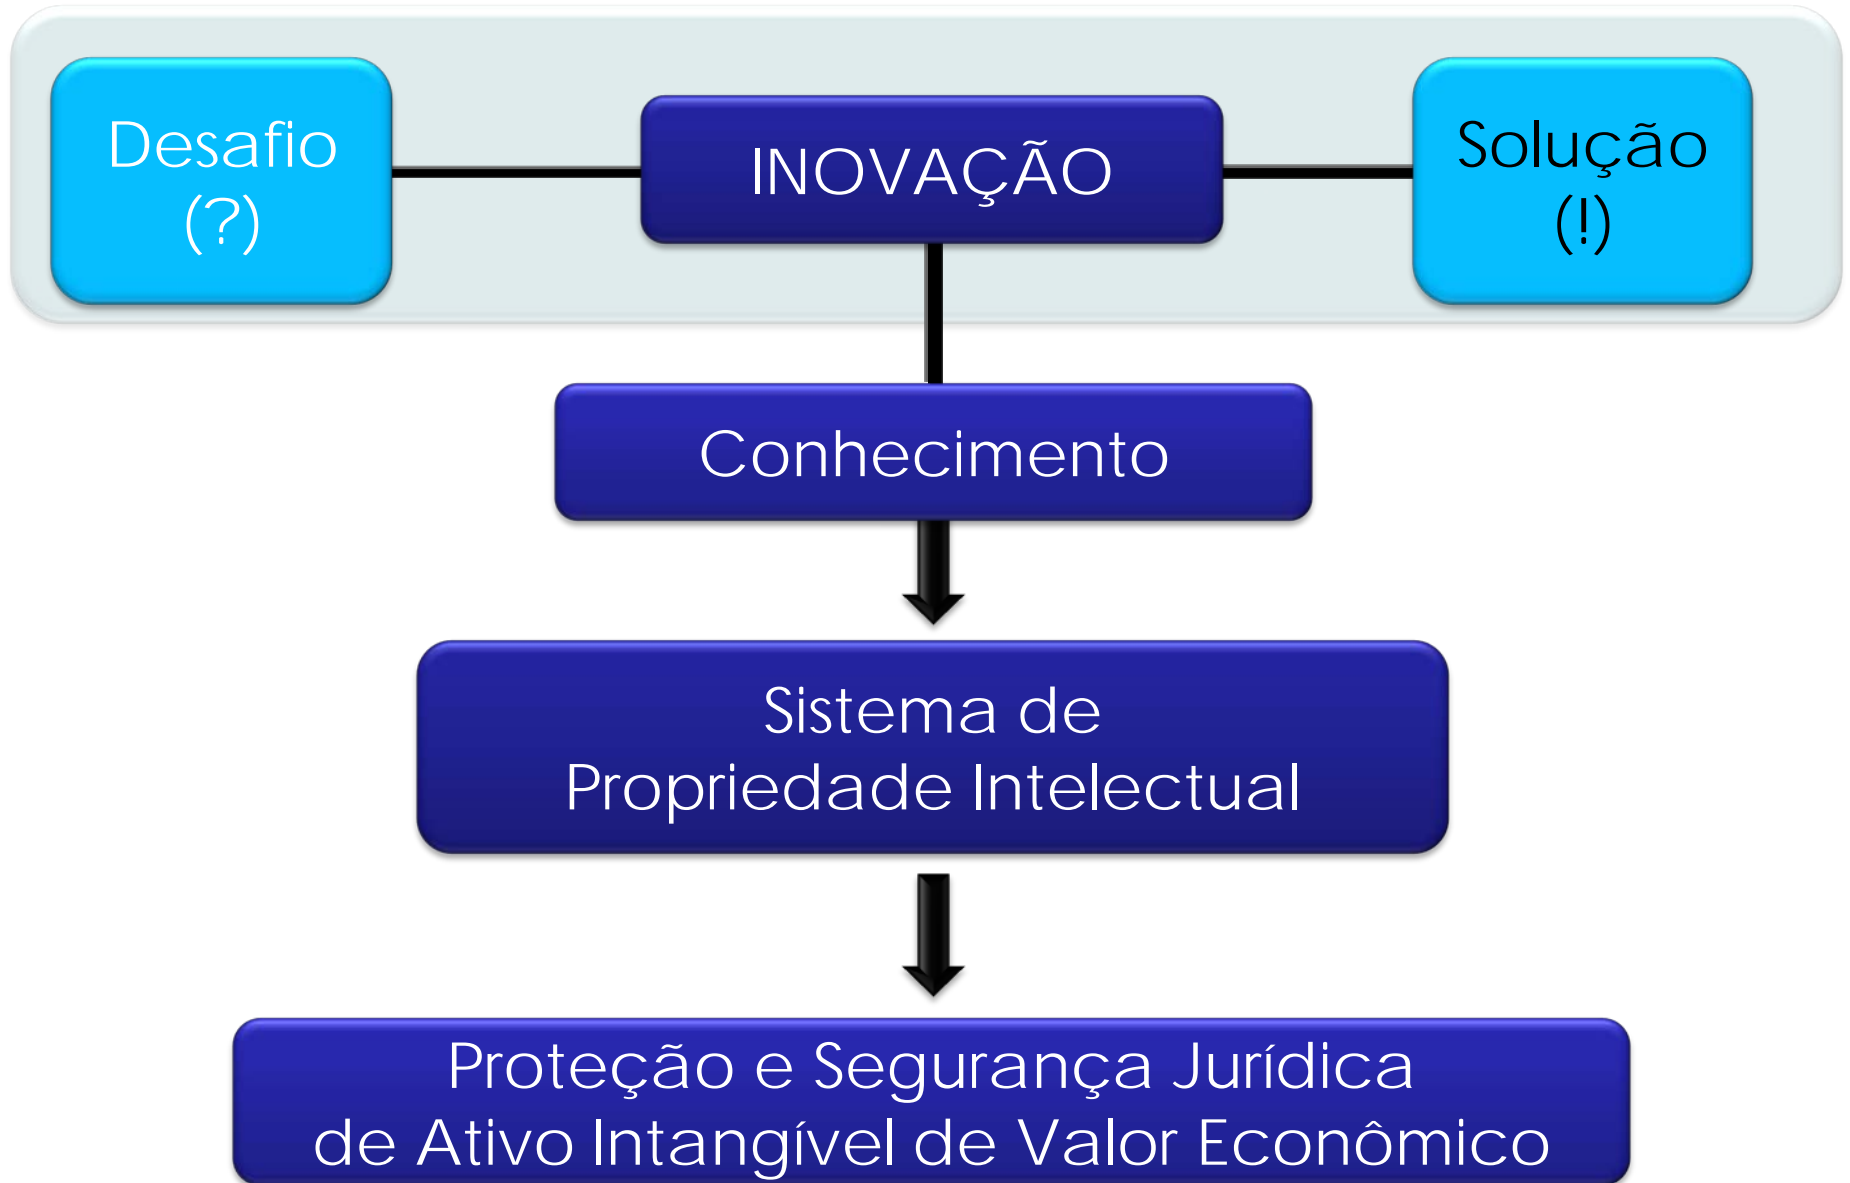 Desafio
(?)
INOVAÇÃO
Solução
(!)
Conhecimento
Sistema de
Propriedade Intelectual
Proteção e Segurança Jurídica
de Ativo Intangível de Valor Econômico